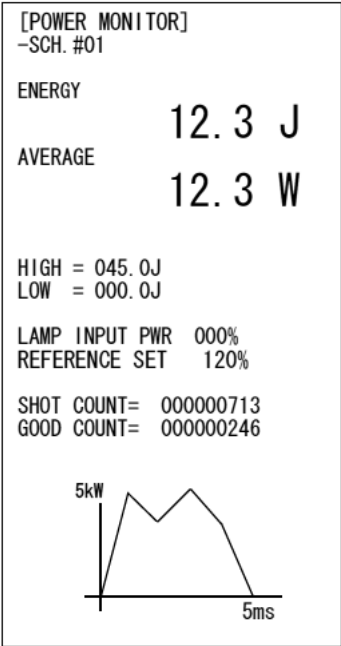 [POWER MONITOR]
-SCH.#01
ENERGY
12.3 J
AVERAGE
12.3 W
HIGH = 045.0J
LOW = 000.0J
LAMP INPUT PWR 000%
REFERENCE SET 120%
SHOT COUNT= 000000713
GOOD COUNT= 000000246
5kW
5ms